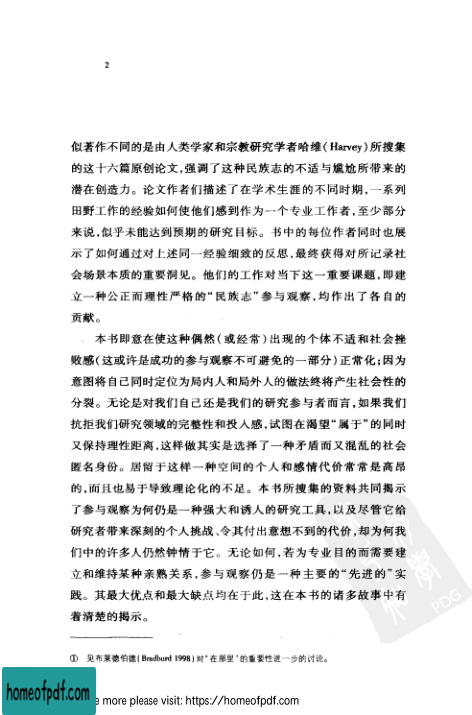 2
似著作不同的是由人类学家和宗教研究学者哈维(Harvey)所搜集
的这十六篇原创论文,强调了这种民族志的不适与尴尬所带来的
潜在创造力。论文作者们描述了在学术生涯的不同时期,一系列
田野工作的经验如何使他们感到作为一个专业工作者,至少部分
来说,似乎未能达到预期的研究目标。书中的每位作者同时也展
示了如何通过对上述同一经验细致的反思,最终获得对所记录社
会场景本质的重要洞见。他们的工作对当下这一重要课题,即建
立一种公正而理性严格的“民族志”参与观察,均作出了各自的
贡献。
本书即意在使这种偶然(或经常)出现的个体不适和社会挫
败感(这或许是成功的参与观察不可避免的一部分)正常化;因为
意图将自己同时定位为局内人和局外人的做法终将产生社会性的
分裂。无论是对我们自己还是我们的研究参与者而言,如果我们
抗拒我们研究领域的完整性和投入感,试图在渴望“属于”的同时
又保持理性距离,这样做其实是选择了一种矛盾而又混乱的社会
匿名身份。居留于这样一种空间的个人和感情代价常常是高昂
的,而且也易于导致理论化的不足。本书所搜集的资料共同揭示
了参与观察为何仍是一种强大和诱人的研究工具,以及尽管它给
研究者带来深刻的个人挑战、令其付出意想不到的代价,却为何我
们中的许多人仍然钟情于它。无论如何,若为专业目的而需要建
立和维持某种亲熟关系,参与观察仍是一种主要的“先进的”实
践。其最大优点和最大缺点均在于此,这在本书的诸多故事中有
着清楚的揭示。
① 见布莱德伯德(Bradburd 1998)对“在那里”的重要性进一步的讨论。
PDG
homeofpdf.com
e more please visit: https://homeofpdf.com